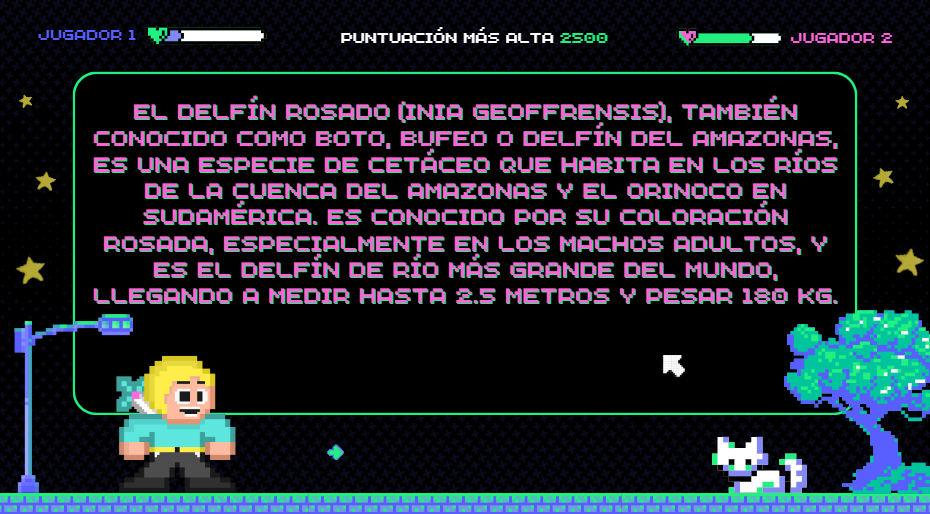 JUGADOR 1
PUNTUACIÓN MÁS ALTA 2500
JUGADOR 2
EL DELFÍN ROSADO (INIA GEOFFRENSIS), TAMBIÉN
CONOCIDO COMO BOTO, BUFEO O DELFÍN DEL AMAZONAS,
ES UNA ESPECIE DE CETÁCEO QUE HABITA EN LOS RÍOS
DE LA CUENCA DEL AMAZONAS Y EL ORINOCO EN
SUDAMÉRICA. ES CONOCIDO POR SU COLORACIÓN
ROSADA, ESPECIALMENTE EN LOS MACHOS ADULTOS, Y
ES EL DELFÍN DE RÍO MÁS GRANDE DEL MUNDO,
LLEGANDO A MEDIR HASTA 2.5 METROS Y PESAR 180 KG.